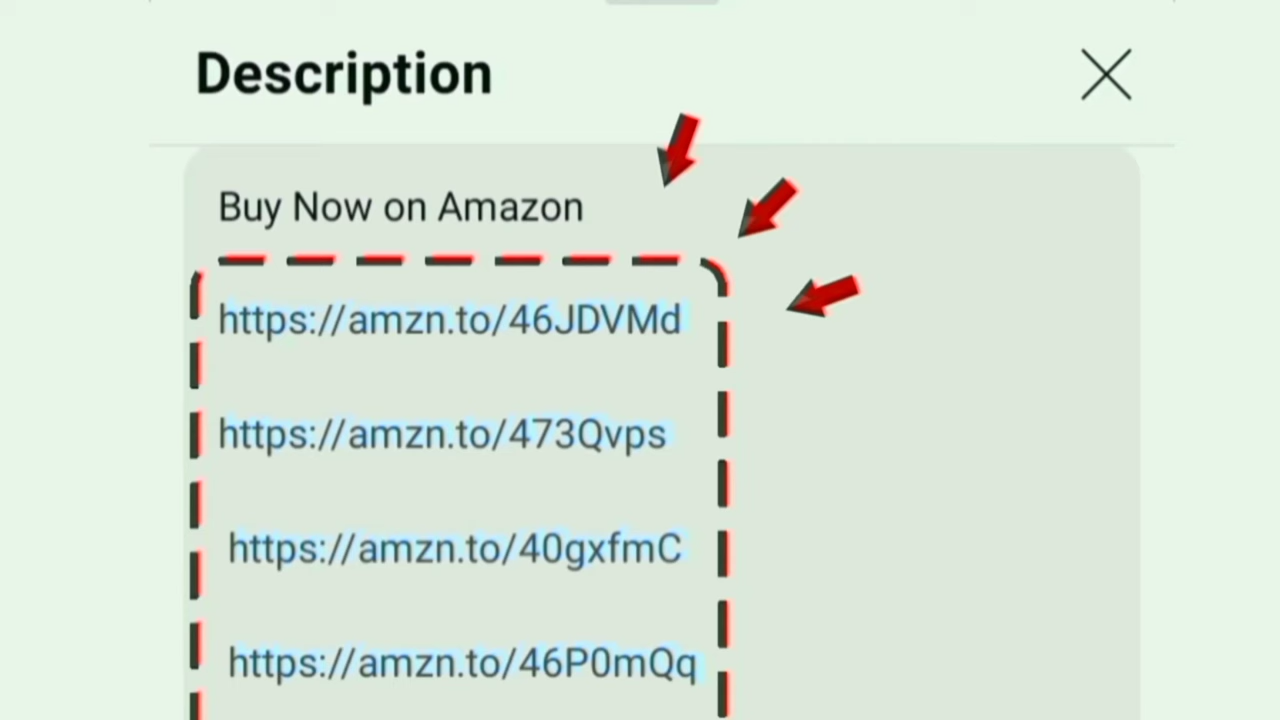 Description
Buy Now on Amazon
https://amzn.to/46JDVMd
https://amzn.to/473Qvps
https://amzn.to/40gxfmC
https://amzn.to/46P0mQq